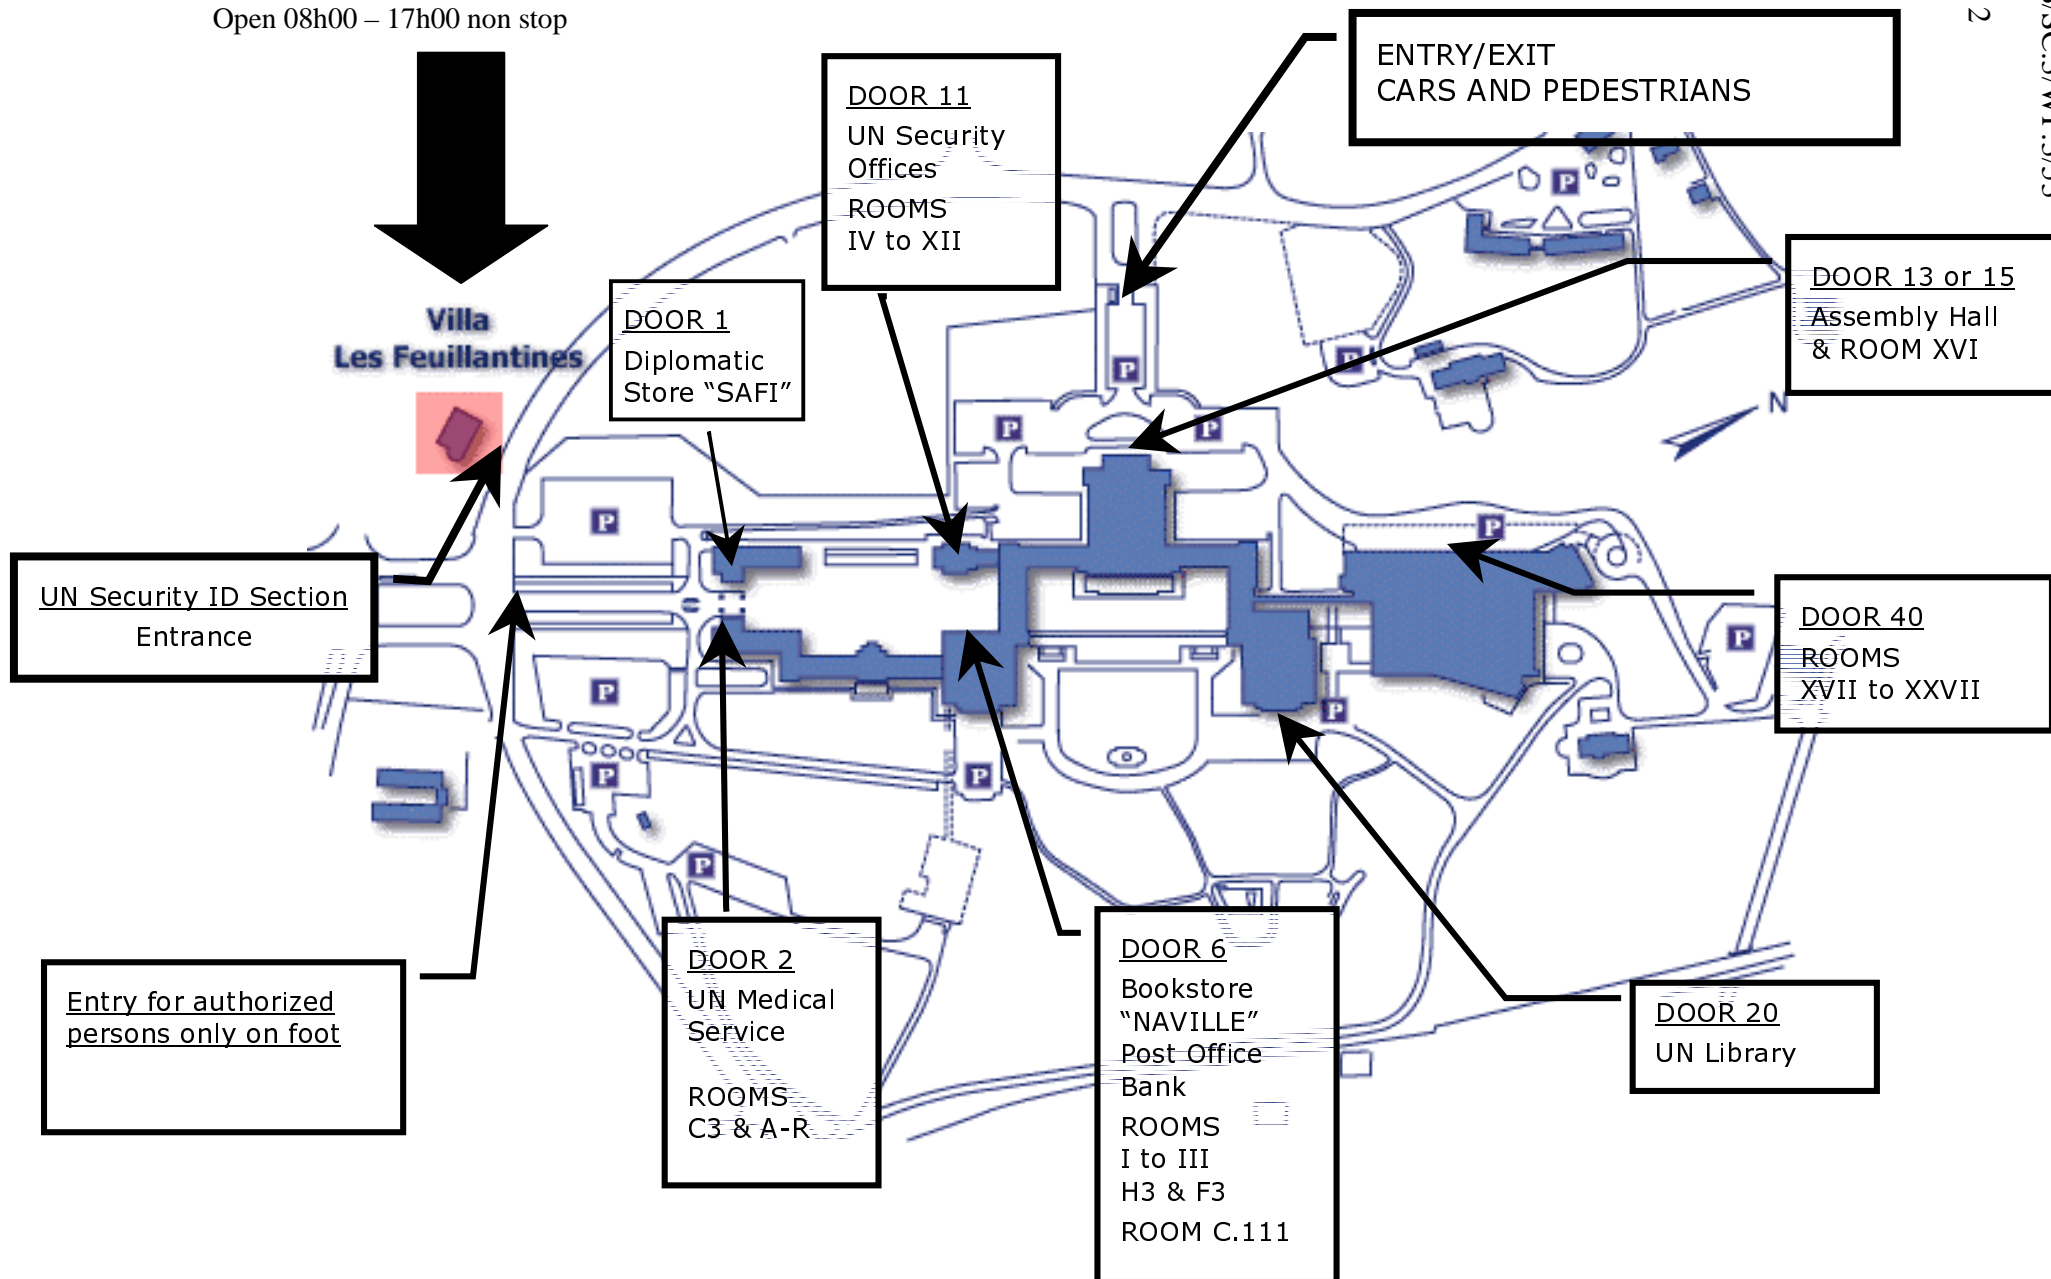 Open 08h00 – 17h00 non stop
2
ENTRY/EXIT
CARS AND PEDESTRIANS
DOOR 11
UN Security
Offices
ROOMS
IV to XII
DOOR 13 or 15
Assembly Hall
& ROOM XVI
DOOR 1
Diplomatic
Store “SAFI”
Villa
Les Feuillantines
P
P
P
P
P
N
P
P
UN Security ID Section
Entrance
DOOR 40
ROOMS
XVII to XXVII
P
P
P
P
P
P
Entry for authorized
persons only on foot
DOOR 2
UN Medical
Service
ROOMS
C3 & A-R
DOOR 6
Bookstore
“NAVILLE”
Post Office
Bank
ROOMS
I to III
H3 & F3
ROOM C.111
DOOR 20
UN Library